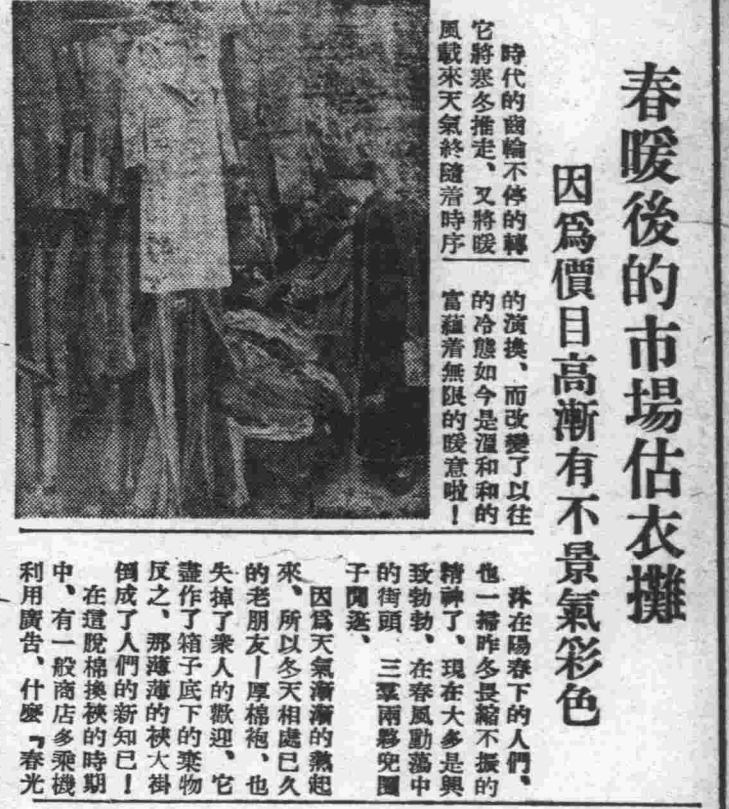 春暖後的市場估衣攤
因爲價目高漸有不景氣彩色
時代的齒輪不停的轉
它將寒冬推走、又將暖
風載來天氣終隨着時序
的演換、而改變了以往
的冷態如今是溫和和的
富蘊着無限的暖意啦！
沐在陽春下的人們、
也一掃昨冬畏縮不振的
精神了、現在大多是興
致勃勃、在春風動蕩中
的街頭、三羣兩夥兜圈
子閒逛、
因爲天氣漸漸的熱起
來、所以冬天相處已久
的老朋友—厚棉袍、也
失掉了衆人的歡迎、它
盡作了箱子底下的棄物
反之、那薄薄的裌大褂
倒成了人們的新知已！
在這脫棉換裌的時期
中、有一般商店多乘機
利用廣告、什麼『春光